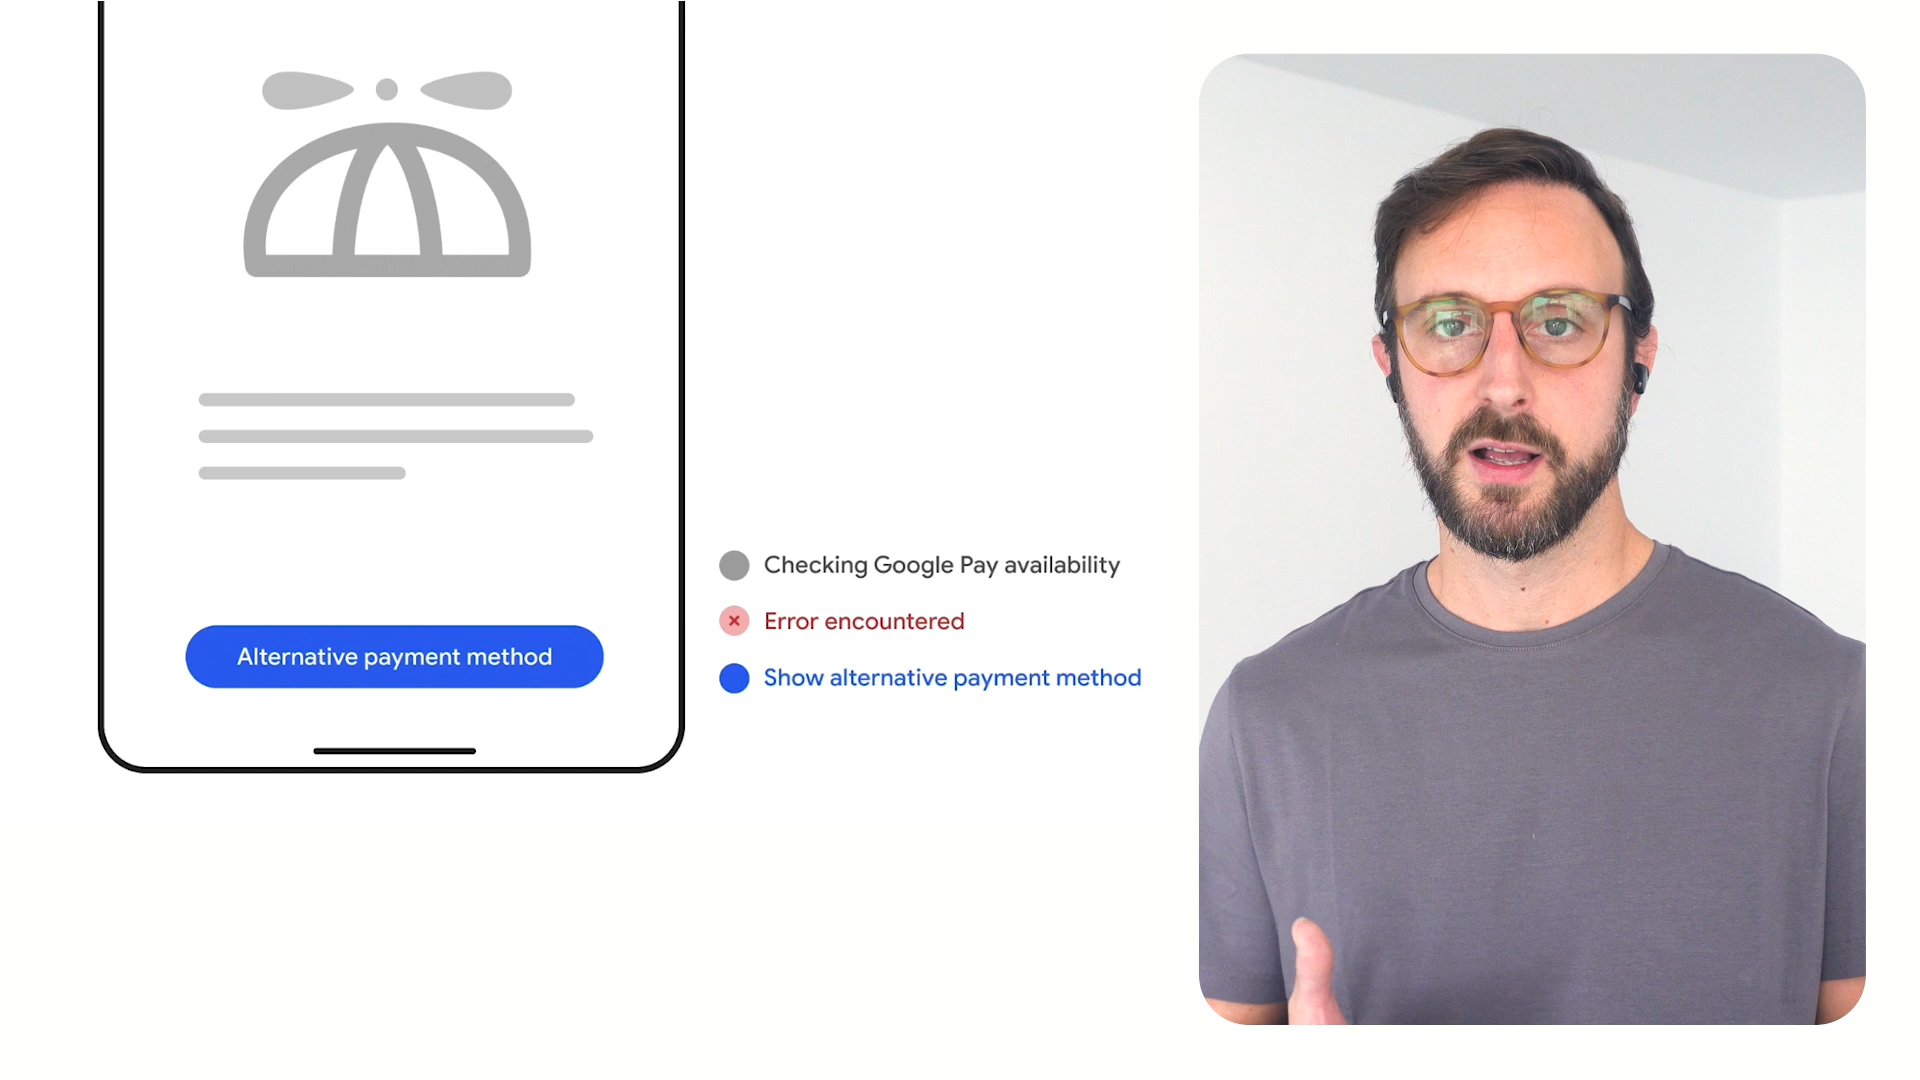 Checking Google Pay availability
Error encountered
Alternative payment method
Show alternative payment method